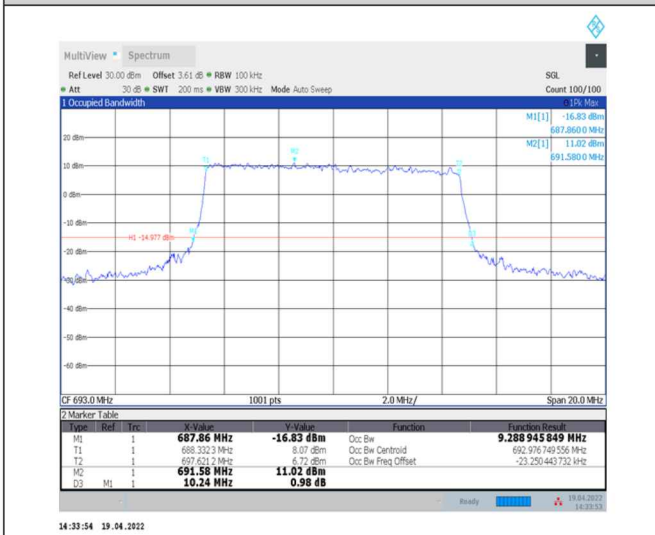 MultiView Spectrum
Ref Level 30.00 dBm Offset 3.61 dB RBW 100 kHz SGL
Att 30 dB SWT 200 ms VBW 300 kHz Mode Auto Sweep Count 100/100
1 Occupied Bandwidth 1Pk Max
M1[1] -16.83 dBm
687.8600 MHz
M2[1] 11.02 dBm
691.5800 MHz
20 dBm
M2
T1
10 dBm
0 dBm
-10 dBm
H1 -14.977 dBm
-20 dBm
-30 dBm
-40 dBm
-50 dBm
-60 dBm
CF 693.0 MHz 1001 pts 2.0 MHz/ Span 20.0 MHz
2 Marker Table
Type Ref Trc X-Value Y-Value Function Function Result
M1 1 687.86 MHz -16.83 dBm Occ Bw 9.288 945 849 MHz
T1 1 688.332 3 MHz 8.07 dBm Occ Bw Centroid 692.976 749 556 MHz
T2 1 697.621 2 MHz 6.72 dBm Occ Bw Freq Offset -23.250 443 732 kHz
M2 1 691.58 MHz 11.02 dBm
D3 M1 1 10.24 MHz 0.98 dB
Ready 19.04.2022
14:33:53
14:33:54 19.04.2022